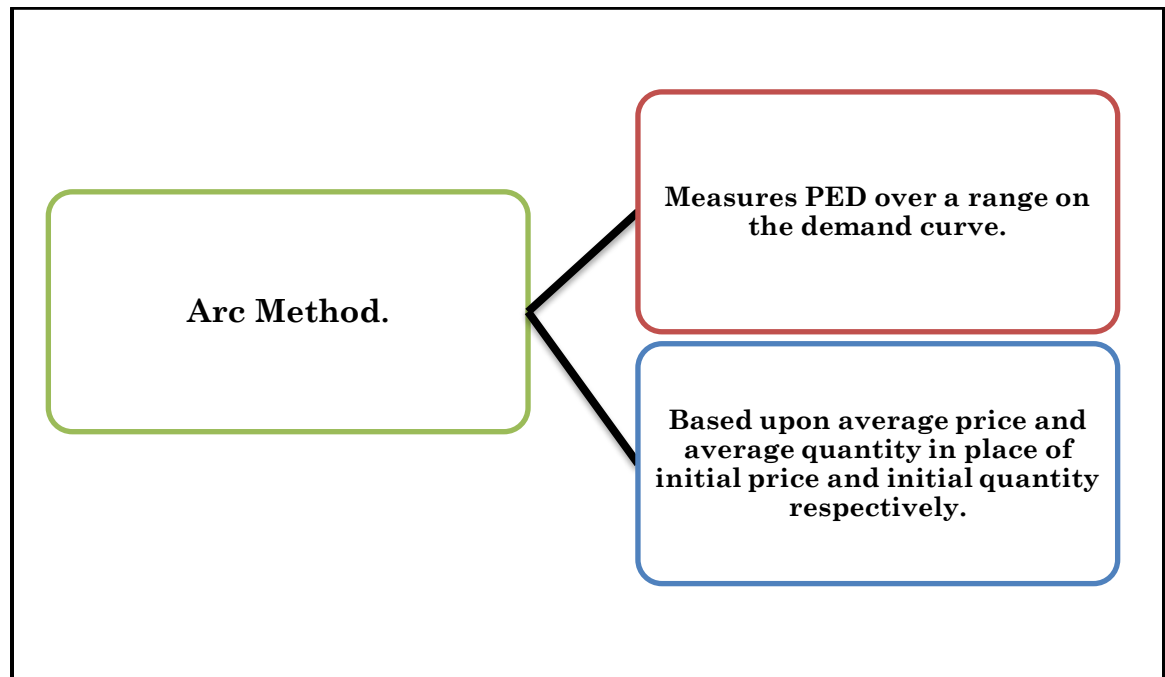 Arc Method.
Measures PED over a range on
the demand curve.
Based upon average price and
average quantity in place of
initial price and initial quantity
respectively.